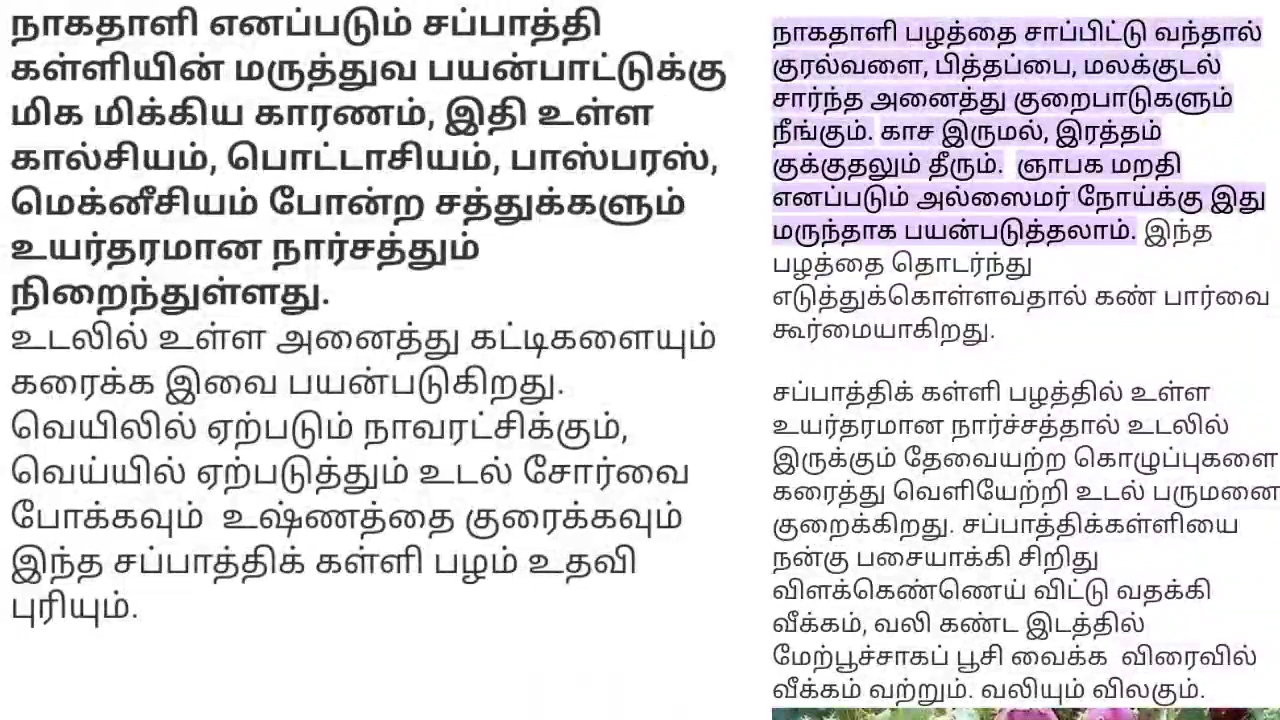 நாகதாளி எனப்படும் சப்பாத்தி
கள்ளியின் மருத்துவ பயன்பாட்டுக்கு
மிக மிக்கிய காரணம், இதி உள்ள
கால்சியம், பொட்டாசியம், பாஸ்பரஸ்,
மெக்னீசியம் போன்ற சத்துக்களும்
உயர்தரமான நார்சத்தும்
நிறைந்துள்ளது.
உடலில் உள்ள அனைத்து கட்டிகளையும்
கரைக்க இவை பயன்படுகிறது.
வெயிலில் ஏற்படும் நாவரட்சிக்கும்,
வெய்யில் ஏற்படுத்தும் உடல் சோர்வை
போக்கவும் உஷ்ணத்தை குரைக்கவும்
இந்த சப்பாத்திக் கள்ளி பழம் உதவி
புரியும்.
நாகதாளி பழத்தை சாப்பிட்டு வந்தால்
குரல்வளை, பித்தப்பை, மலக்குடல்
சார்ந்த அனைத்து குறைபாடுகளும்
நீங்கும். காச இருமல், இரத்தம்
குக்குதலும் தீரும். ஞாபக மறதி
எனப்படும் அல்ஸைமர் நோய்க்கு இது
மருந்தாக பயன்படுத்தலாம். இந்த
பழத்தை தொடர்ந்து
எடுத்துக்கொள்ளவதால் கண் பார்வை
கூர்மையாகிறது.
சப்பாத்திக் கள்ளி பழத்தில் உள்ள
உயர்தரமான நார்ச்சத்தால் உடலில்
இருக்கும் தேவையற்ற கொழுப்புகளை
கரைத்து வெளியேற்றி உடல் பருமனை
குறைக்கிறது. சப்பாத்திக்கள்ளியை
நன்கு பசையாக்கி சிறிது
விளக்கெண்ணெய் விட்டு வதக்கி
வீக்கம், வலி கண்ட இடத்தில்
மேற்பூச்சாகப் பூசி வைக்க விரைவில்
வீக்கம் வற்றும். வலியும் விலகும்.